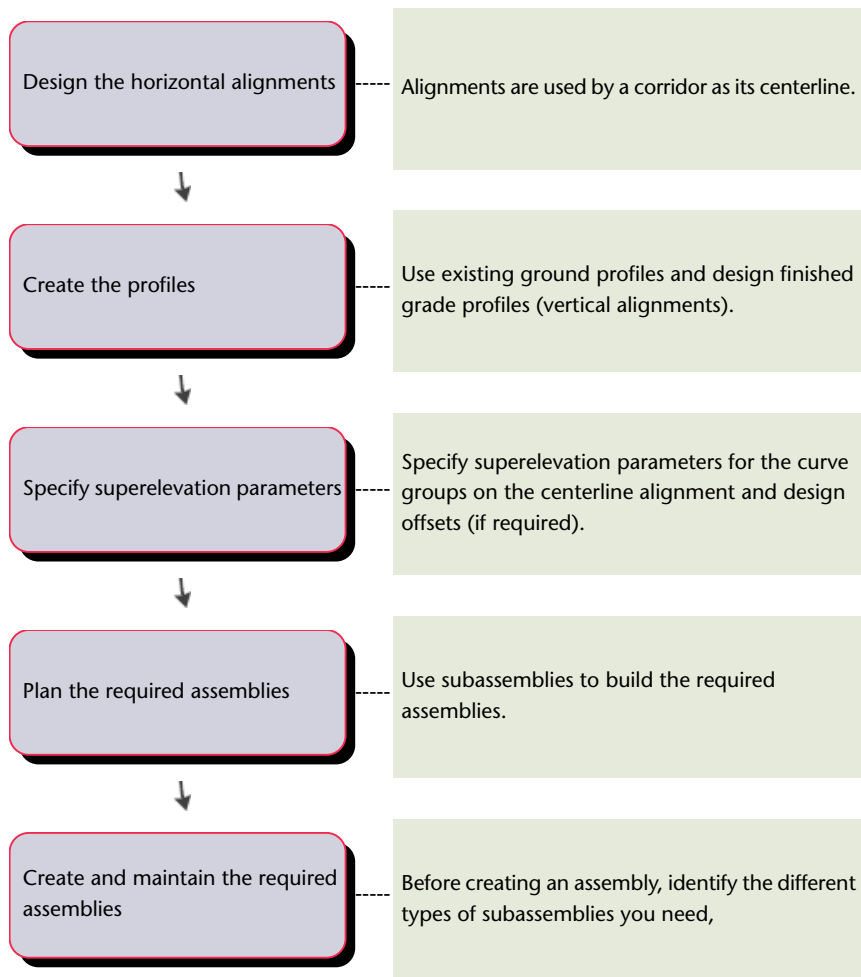 Design the horizontal alignments
Alignments are used by a corridor as its centerline.
Create the profiles
Use existing ground profiles and design finished
grade profiles (vertical alignments).
Specify superelevation parameters
Specify superelevation parameters for the curve
groups on the centerline alignment and design
offsets (if required).
Plan the required assemblies
Use subassemblies to build the required
assemblies.
Create and maintain the required
assemblies
Before creating an assembly, identify the different
types of subassemblies you need,